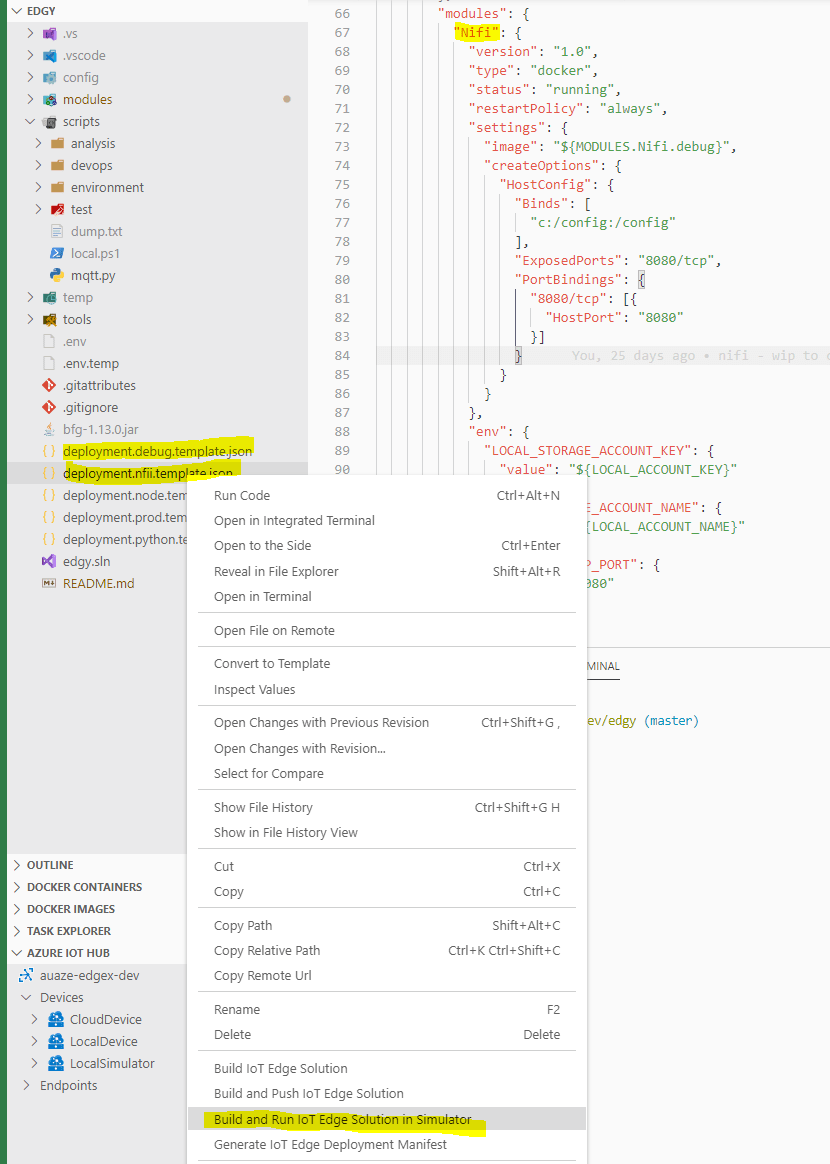 EDGY
.vs
.vscode
config
modules
scripts
analysis
devops
environment
test
dump.txt
local.ps1
mqtt.py
temp
tools
.env
.env.temp
.gitattributes
.gitignore
bfg-1.13.0.jar
deployment.debug.template.json
deployment.nfii.template.json
deployment.node.tem
deployment.prod.tem
deployment.python.te
edgy.sln
README.md
OUTLINE
DOCKER CONTAINERS
DOCKER IMAGES
TASK EXPLORER
AZURE IOT HUB
auaze-edgex-dev
Devices
CloudDevice
LocalDevice
LocalSimulator
Endpoints
66 "modules": {
67 "Nifi": {
68 "version": "1.0",
69 "type": "docker",
70 "status": "running",
71 "restartPolicy": "always",
72 "settings": {
73 "image": "${MODULES.Nifi.debug}",
74 "createOptions": {
75 "HostConfig": {
76 "Binds": [
77 "c:/config:/config"
78 ],
79 "ExposedPorts": "8080/tcp",
80 "PortBindings": {
81 "8080/tcp": [{
82 "HostPort": "8080"
83 }]
84 } You, 25 days ago • nifi - wip to
85 }
86 }
87 },
88 "env": {
89 "LOCAL_STORAGE_ACCOUNT_KEY": {
90 "value": "${LOCAL_ACCOUNT_KEY}"
E_ACCOUNT_NAME": {
{LOCAL_ACCOUNT_NAME}"
P_PORT": {
080"
MINAL
ev/edgy (master)
Run Code Ctrl+Alt+N
Open in Integrated Terminal
Open to the Side Ctrl+Enter
Reveal in File Explorer Shift+Alt+R
Open in Terminal
Open File on Remote
Convert to Template
Inspect Values
Open Changes with Previous Revision Ctrl+Shift+G ,
Open Changes with Revision...
Select for Compare
Show File History Ctrl+Shift+G H
Show in File History View
Cut Ctrl+X
Copy Ctrl+C
Copy Path Shift+Alt+C
Copy Relative Path Ctrl+K Ctrl+Shift+C
Copy Remote Url
Rename F2
Delete Delete
Build IoT Edge Solution
Build and Push IoT Edge Solution
Build and Run IoT Edge Solution in Simulator
Generate IoT Edge Deployment Manifest